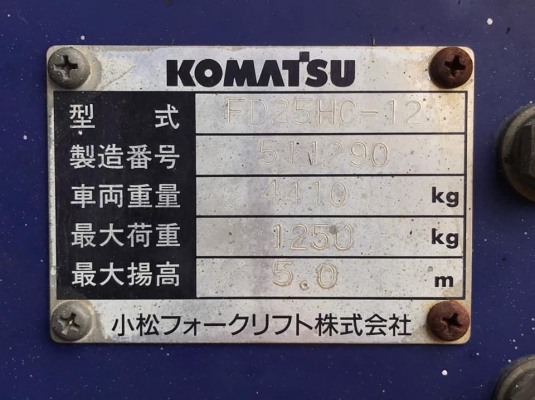 KOMATSU
型式 FD25HC-12
製造番号 511290
車両重量 4410 kg
最大荷重 1250 kg
最大揚高 5.0 m
小松フォークリフト株式会社